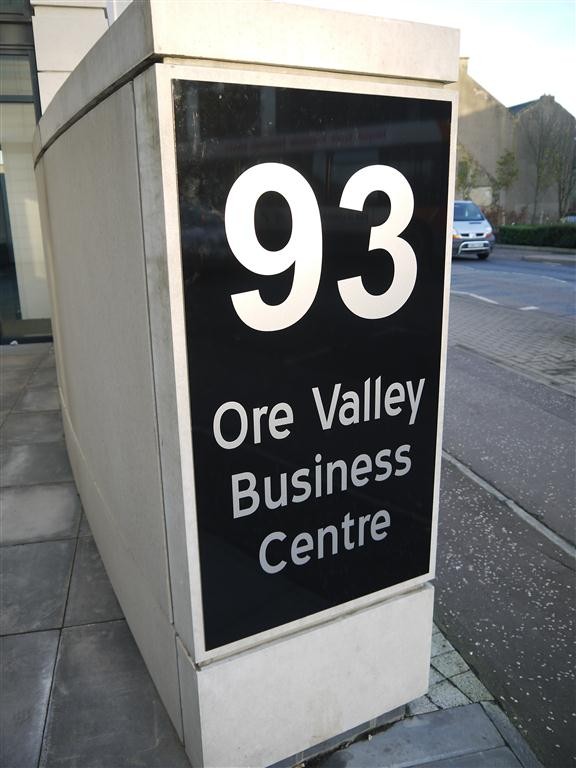 93
Ore Valley
Business
Centre